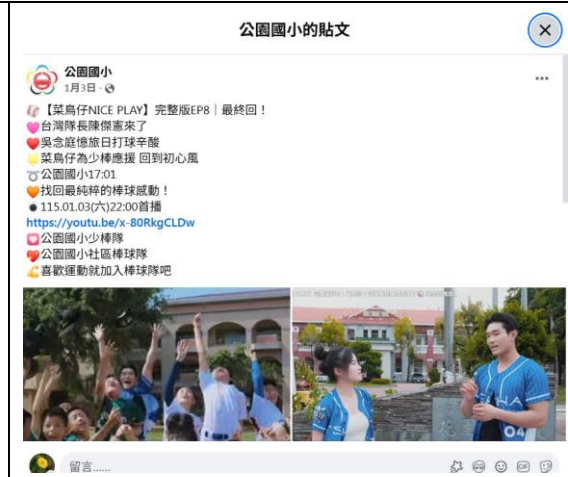 公園國小的貼文
公園國小
1月3日
【菜鳥仔NICE PLAY】完整版EP8｜最終回！
台灣隊長陳傑憲來了
吳念庭憶旅日打球辛酸
菜鳥仔為少棒應援 回到初心風
公園國小17:01
找回最純粹的棒球感動！
115.01.03(六)22:00首播
https://youtu.be/x-80RkgCLDw
公園國小少棒隊
公園國小社區棒球隊
喜歡運動就加入棒球隊吧
04
留言……
GIF